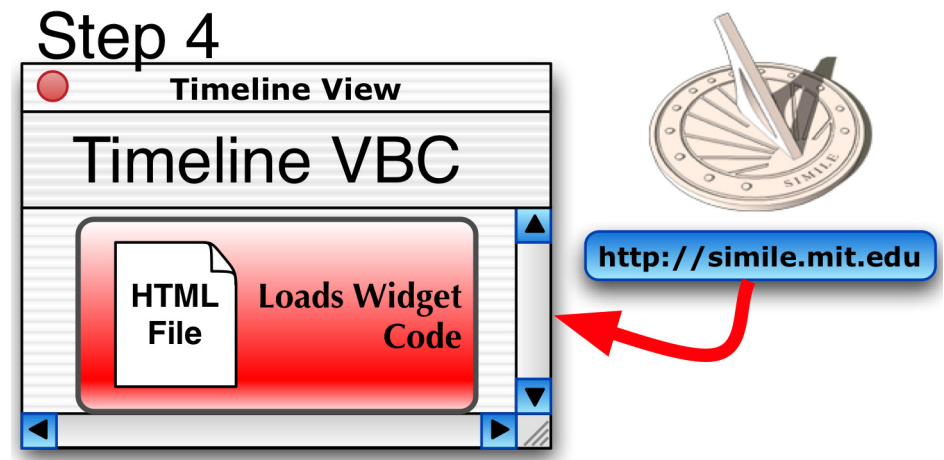 Step 4
Timeline View
Timeline VBC
HTML
File
Loads Widget
Code
SIMILE
http://simile.mit.edu